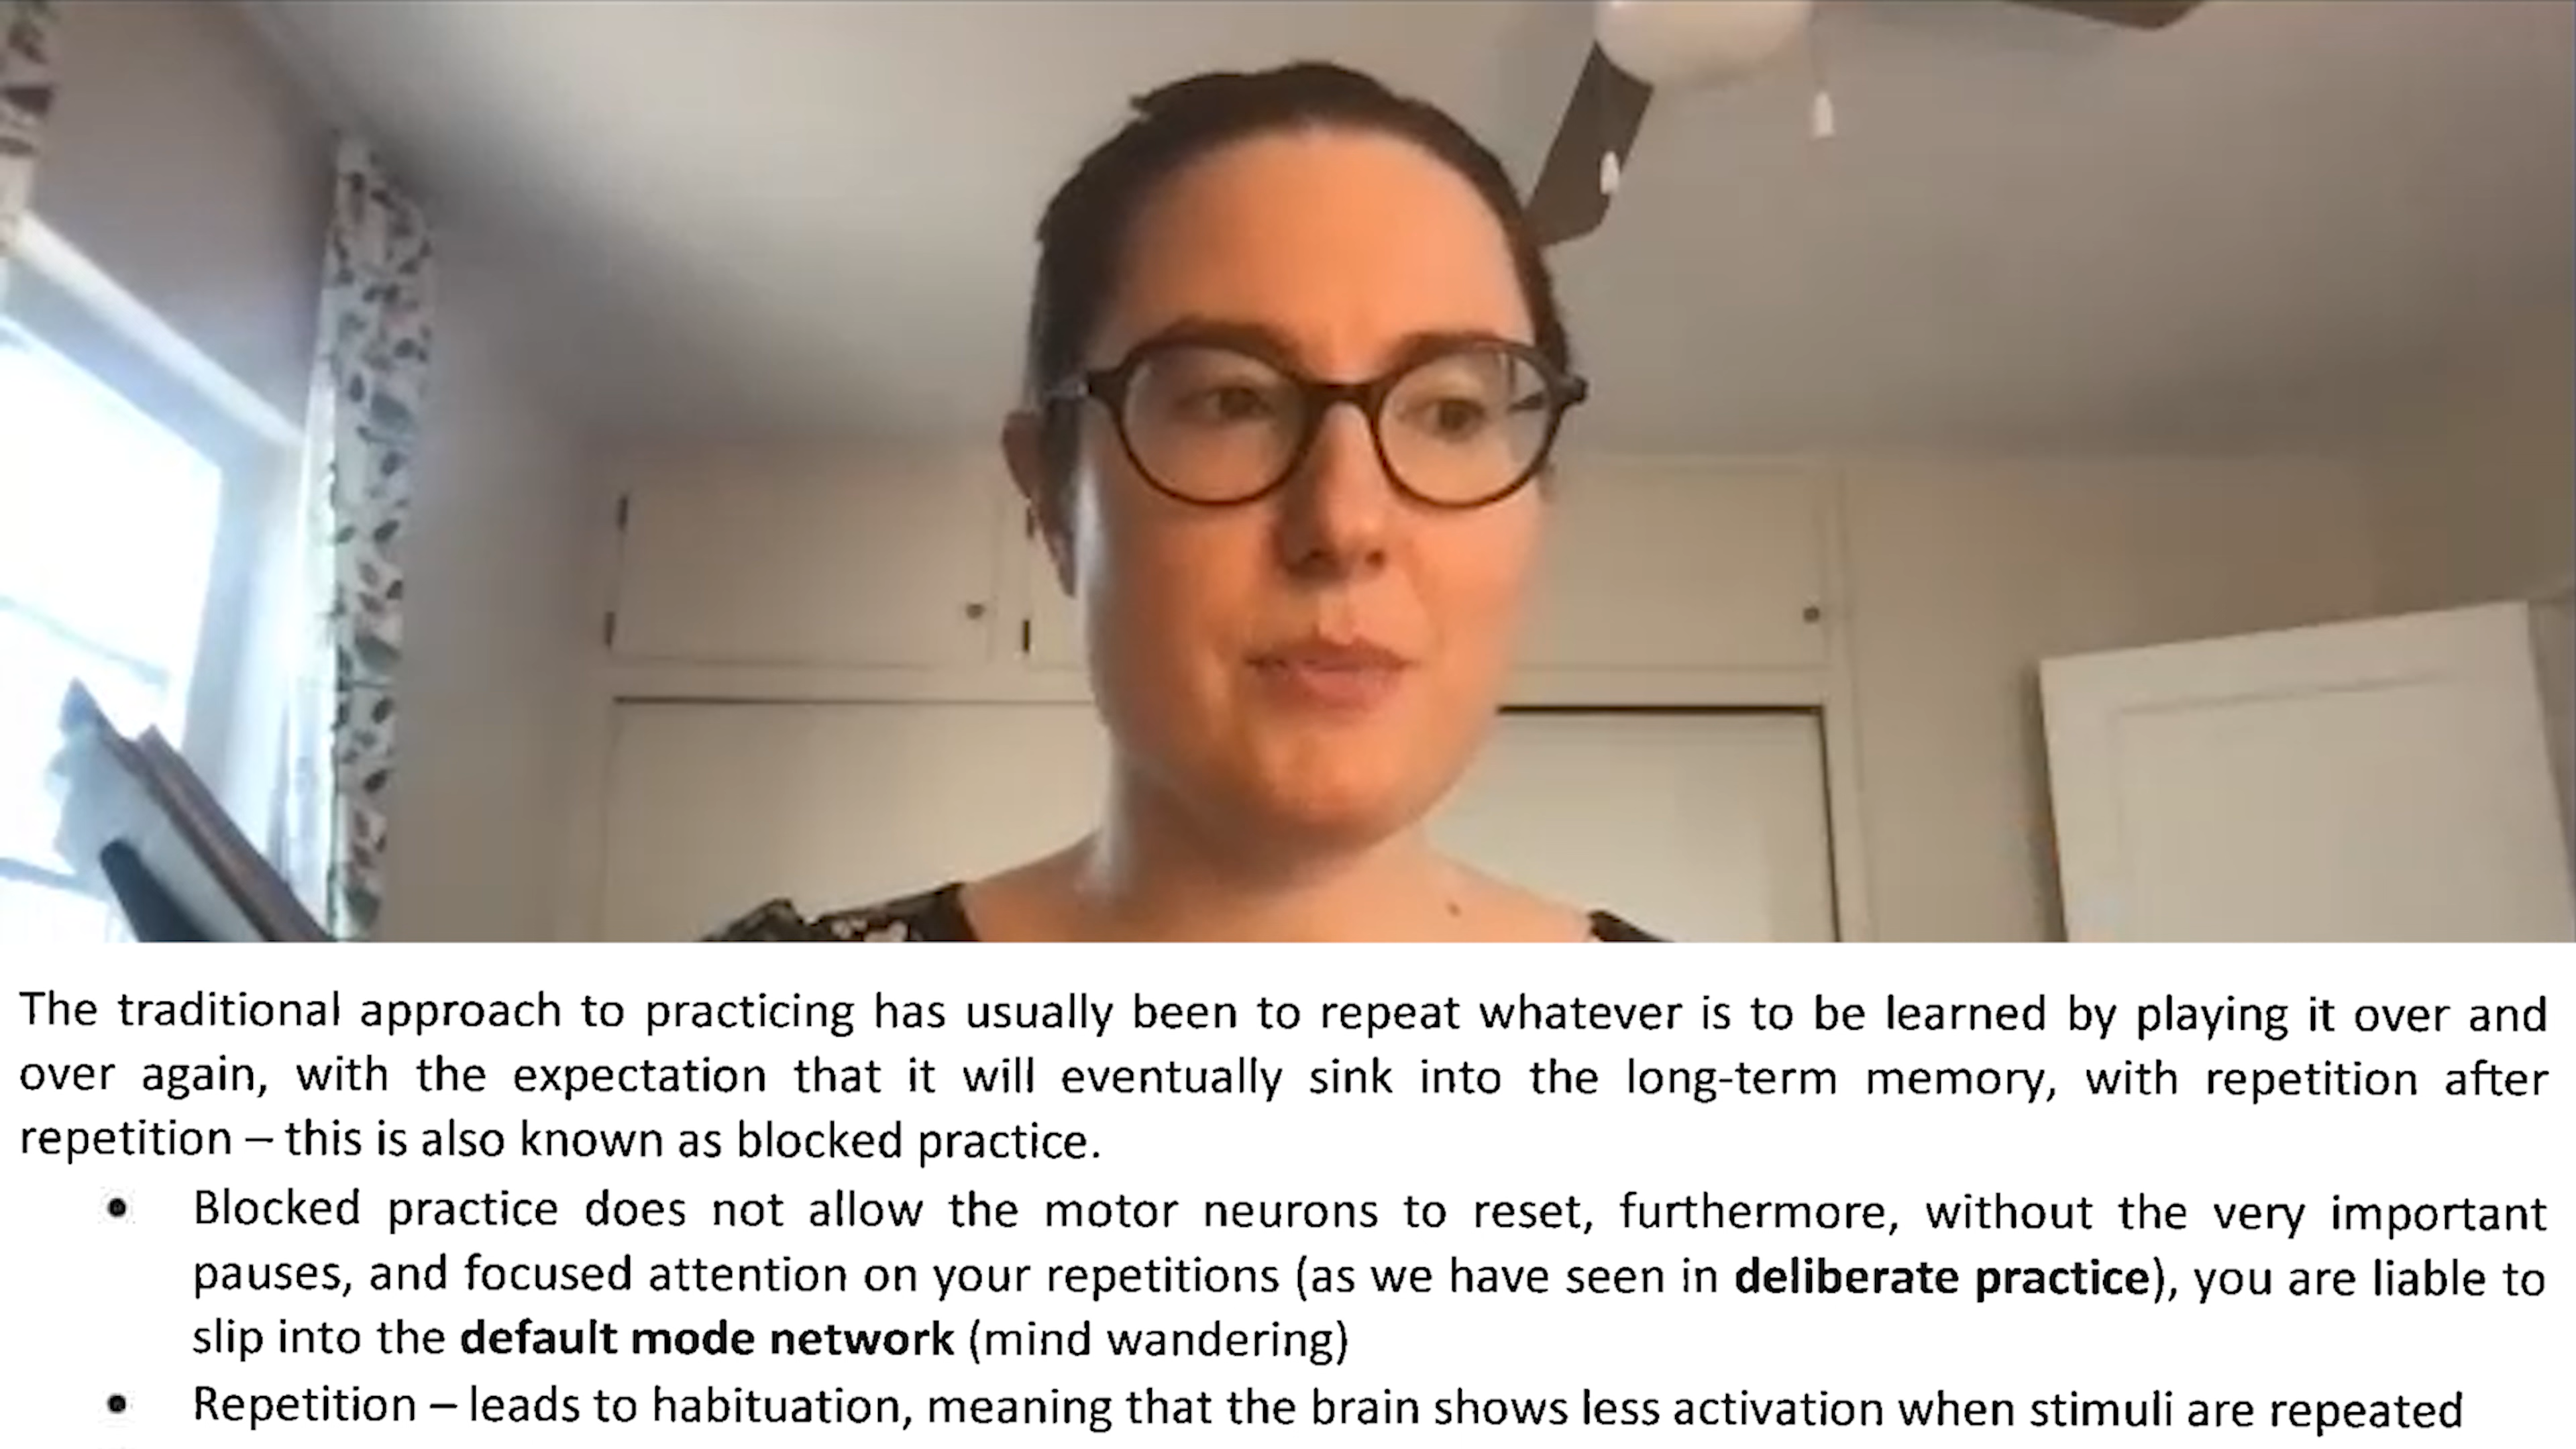 The traditional approach to practicing has usually been to repeat whatever is to be learned by playing it over and
over again, with the expectation that it will eventually sink into the long-term memory, with repetition after
repetition – this is also known as blocked practice.
• Blocked practice does not allow the motor neurons to reset, furthermore, without the very important
pauses, and focused attention on your repetitions (as we have seen in deliberate practice), you are liable to
slip into the default mode network (mind wandering)
• Repetition – leads to habituation, meaning that the brain shows less activation when stimuli are repeated